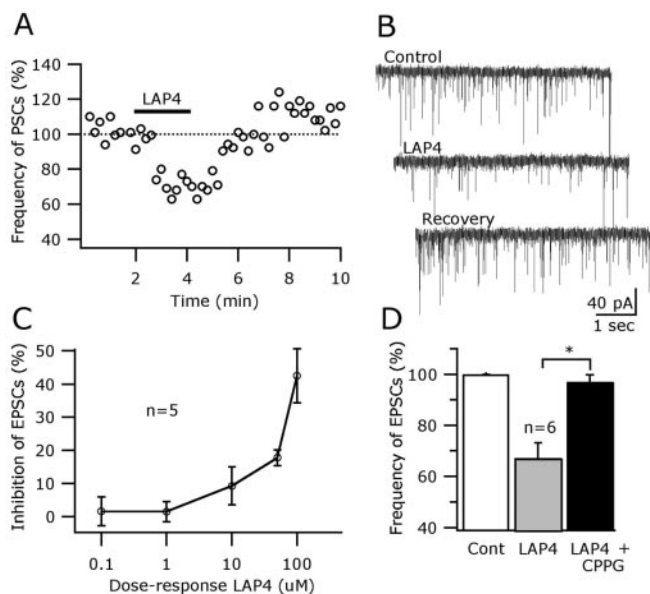 A
Frequency of PSCs (%)
140
120
100
80
60
40
LAP4
2
4
6
8
10
Time (min)
B
Control
LAP4
Recovery
40 pA
1 sec
C
Inhibition of EPSCs (%)
50
40
30
20
10
0
n=5
0.1
1
10
100
Dose-response LAP4 (uM)
D
Frequency of EPSCs (%)
100
80
60
40
*
n=6
Cont
LAP4
LAP4 +
CPPG